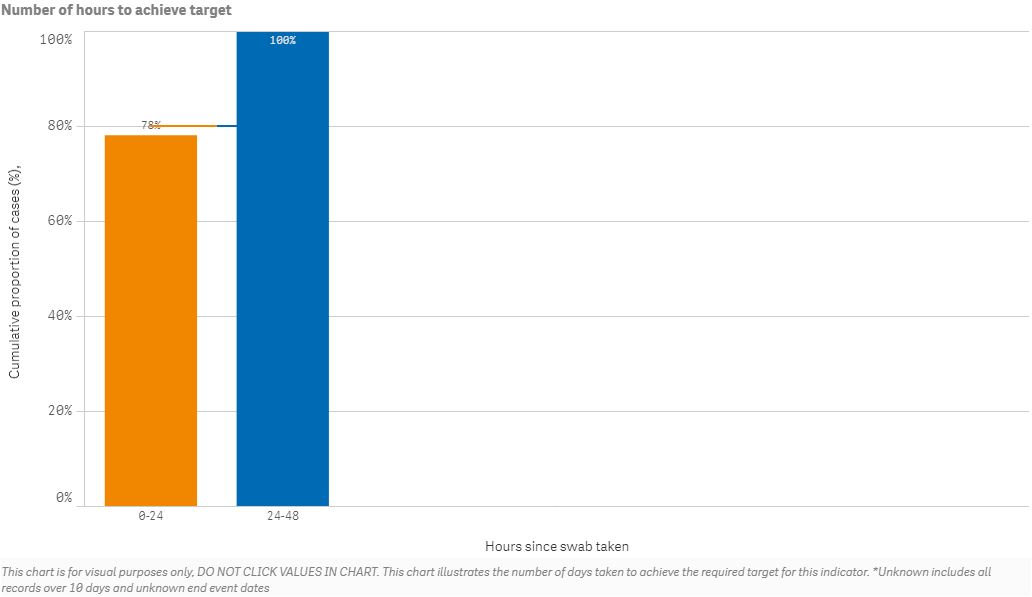 Number of hours to achieve target
100%
80%
60%
40%
20%
0%
Cumulative proportion of cases (%),
78%
100%
0-24
24-48
Hours since swab taken
This chart is for visual purposes only, DO NOT CLICK VALUES IN CHART. This chart illustrates the number of days taken to achieve the required target for this indicator. *Unknown includes all
records over 10 days and unknown end event dates